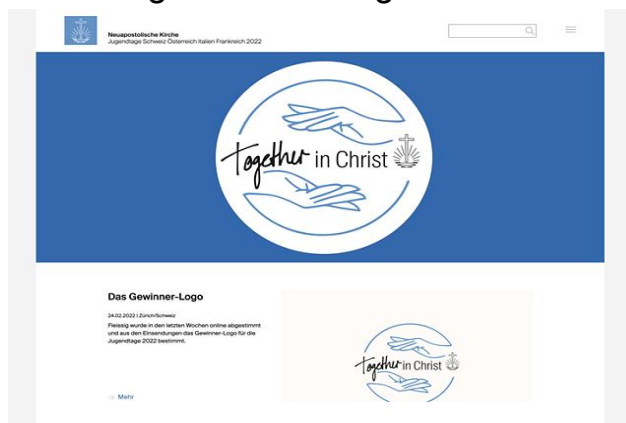 Neuapostolische Kirche
Jugendtage Schweiz Österreich Italien Frankreich 2022
Together in Christ
Das Gewinner-Logo
24.02.2022 | Zürich/Schweiz
Fleissig wurde in den letzten Wochen online abgestimmt
und aus den Einsendungen das Gewinner-Logo für die
Jugendtage 2022 bestimmt.
Together in Christ
→ Mehr